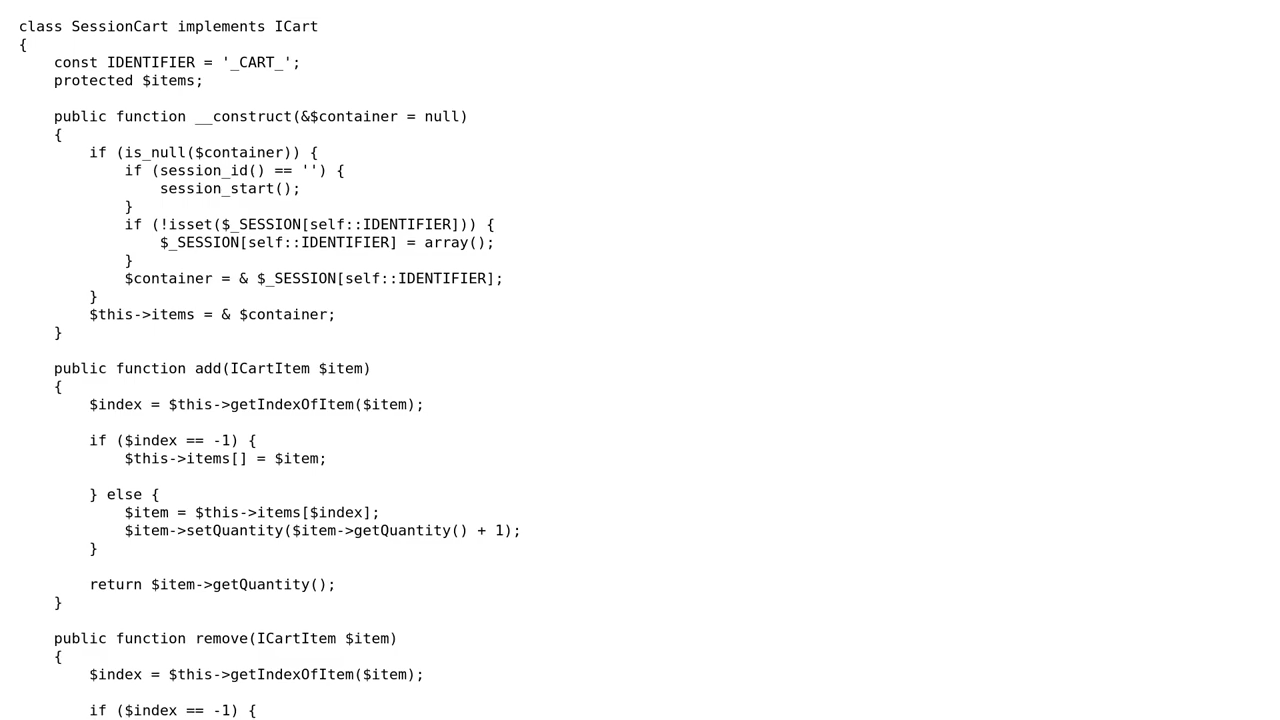 class SessionCart implements ICart
{
    const IDENTIFIER = '_CART_';
    protected $items;

    public function __construct(&$container = null)
    {
        if (is_null($container)) {
            if (session_id() == '') {
                session_start();
            }
            if (!isset($_SESSION[self::IDENTIFIER])) {
                $_SESSION[self::IDENTIFIER] = array();
            }
            $container = & $_SESSION[self::IDENTIFIER];
        }
        $this->items = & $container;
    }

    public function add(ICartItem $item)
    {
        $index = $this->getIndexOfItem($item);

        if ($index == -1) {
            $this->items[] = $item;

        } else {
            $item = $this->items[$index];
            $item->setQuantity($item->getQuantity() + 1);
        }

        return $item->getQuantity();
    }

    public function remove(ICartItem $item)
    {
        $index = $this->getIndexOfItem($item);

        if ($index == -1) {